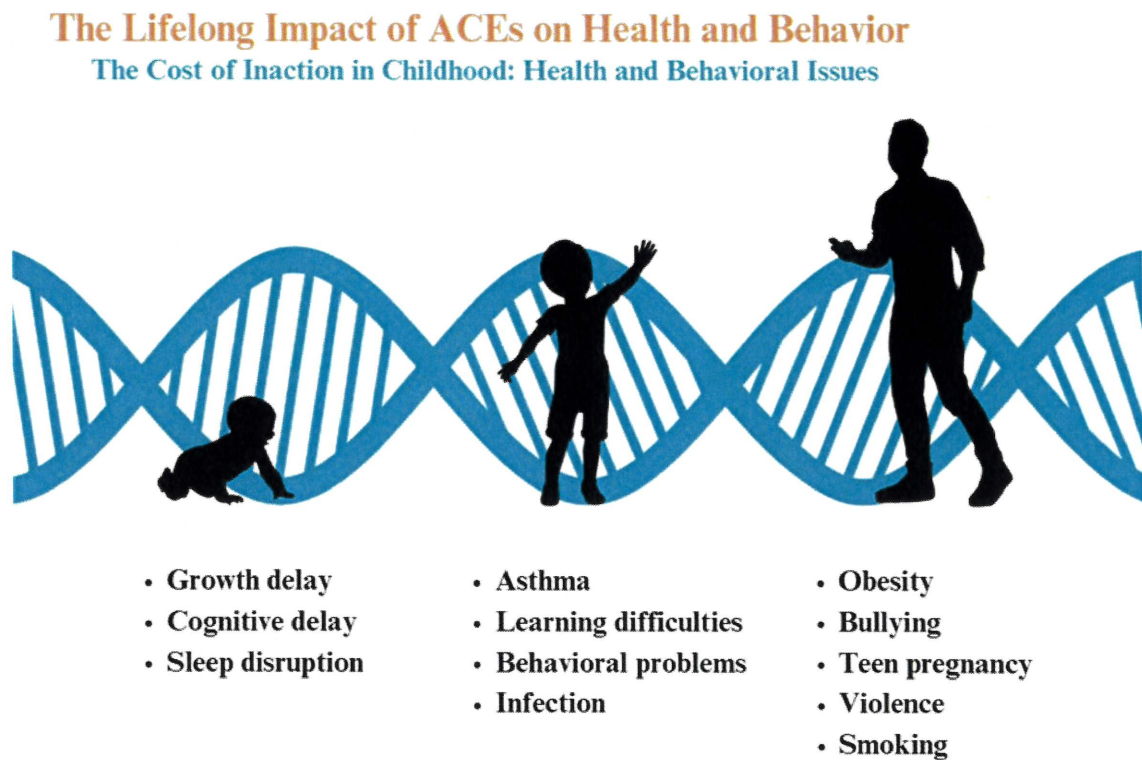 The Lifelong Impact of ACEs on Health and Behavior
The Cost of Inaction in Childhood: Health and Behavioral Issues
• Growth delay
• Cognitive delay
• Sleep disruption
• Asthma
• Learning difficulties
• Behavioral problems
• Infection
• Obesity
• Bullying
• Teen pregnancy
• Violence
• Smoking